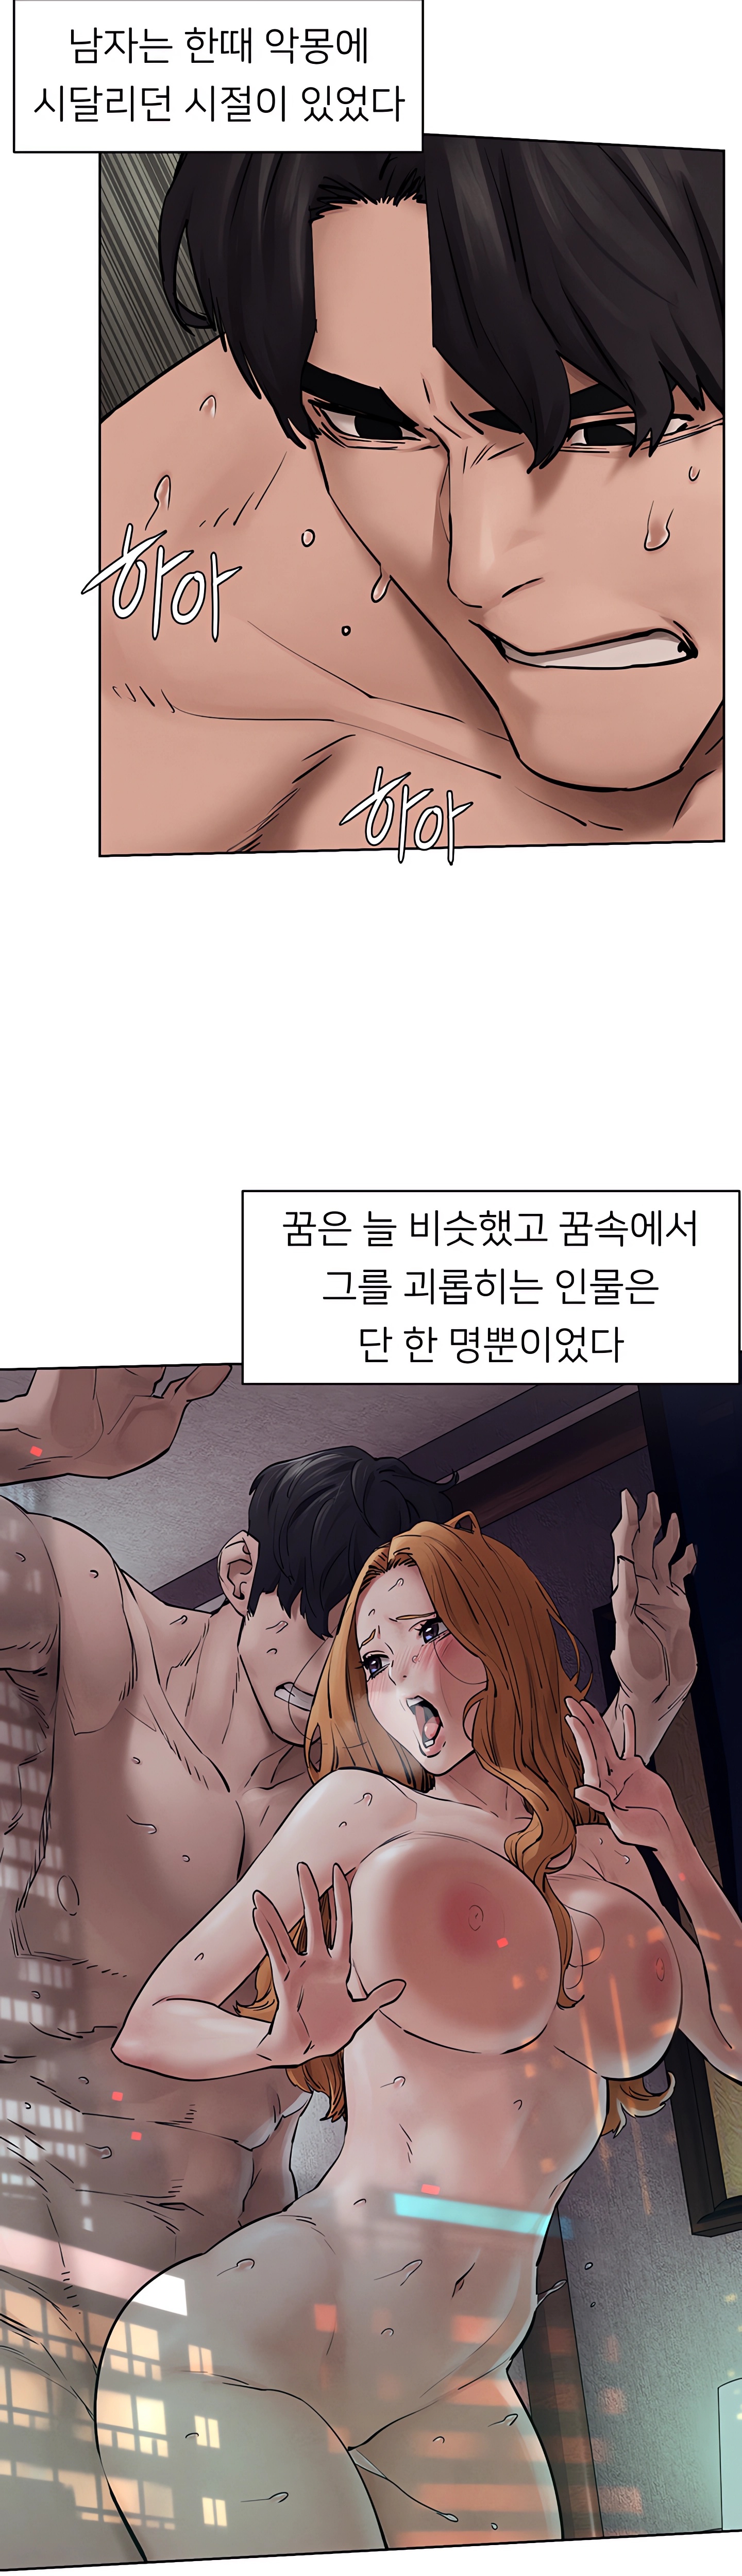 남자는 한때 악몽에
시달리던 시절이 있었다
하아
하아
꿈은 늘 비슷했고 꿈속에서
그를 괴롭히는 인물은
단 한 명뿐이었다